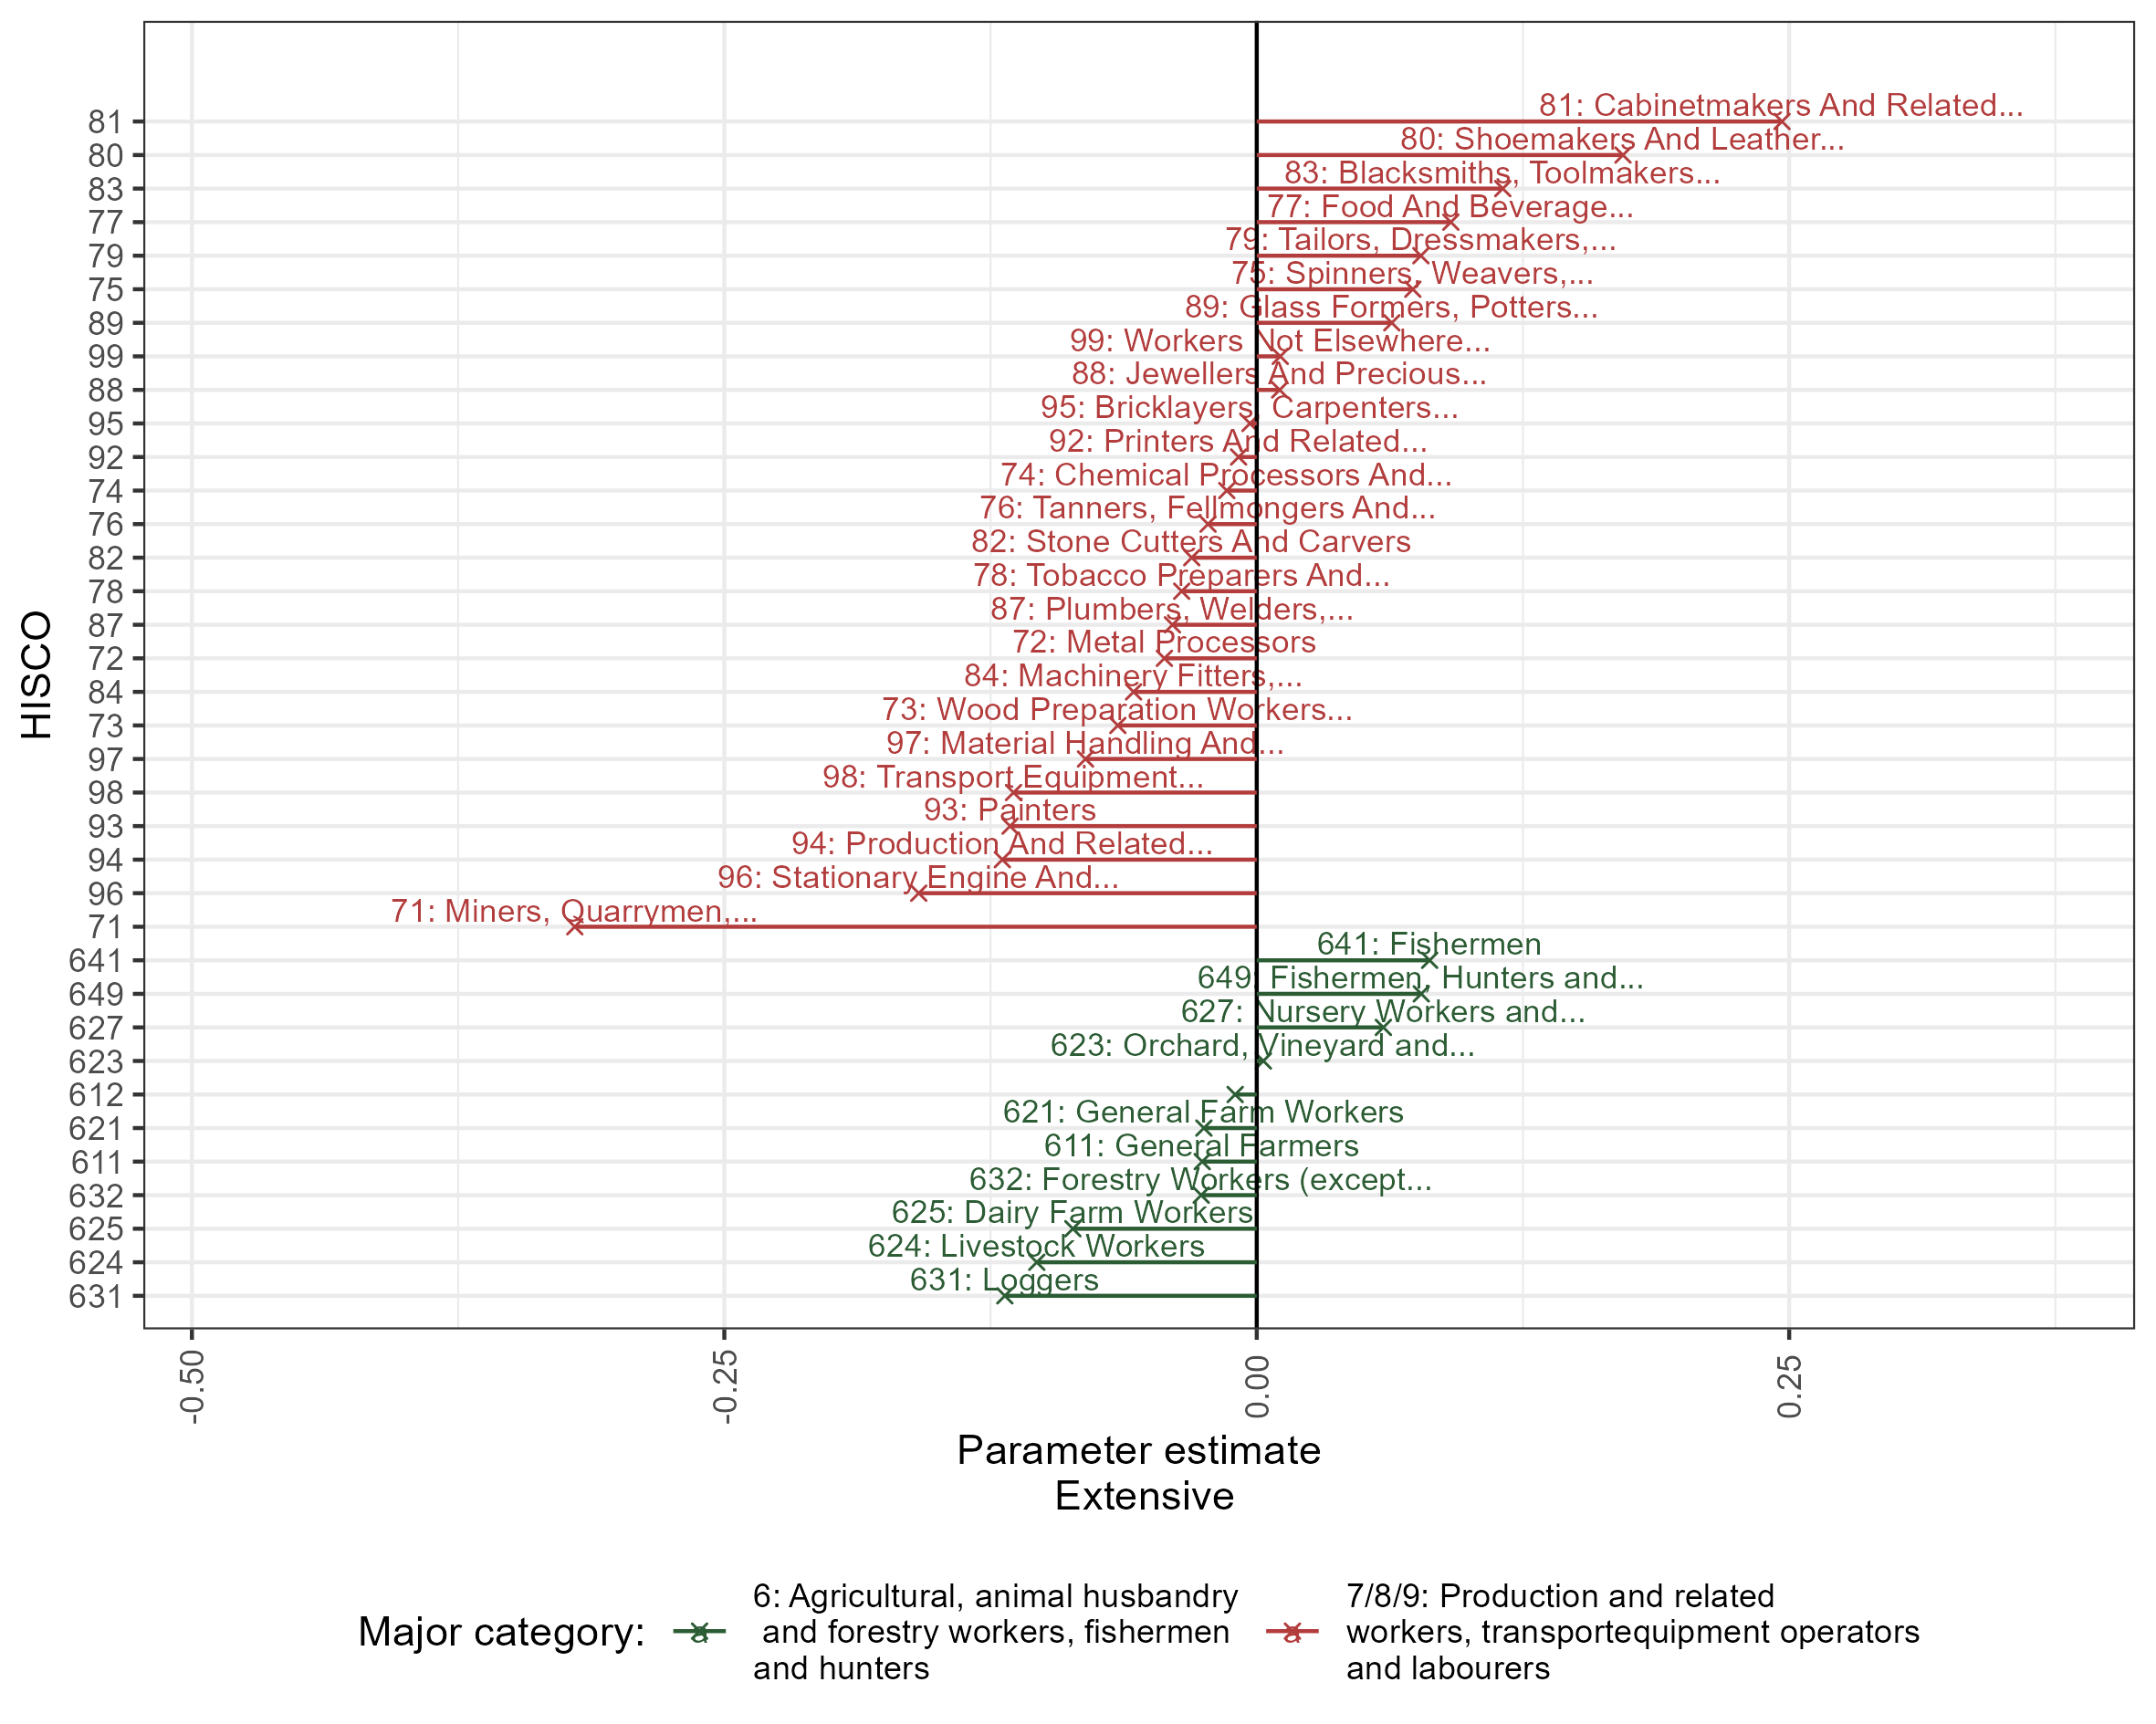 81: Cabinetmakers And Related...
80: Shoemakers And Leather...
83: Blacksmiths, Toolmakers...
77: Food And Beverage...
79: Tailors, Dressmakers,...
75: Spinners, Weavers,...
89: Glass Formers, Potters...
99: Workers Not Elsewhere...
88: Jewellers And Precious...
95: Bricklayers, Carpenters...
92: Printers And Related...
74: Chemical Processors And...
76: Tanners, Fellmongers And...
82: Stone Cutters And Carvers
78: Tobacco Preparers And...
87: Plumbers, Welders,...
72: Metal Processors
84: Machinery Fitters,...
73: Wood Preparation Workers...
97: Material Handling And...
98: Transport Equipment...
93: Painters
94: Production And Related...
96: Stationary Engine And...
71: Miners, Quarrymen,...
641: Fishermen
649: Fishermen, Hunters and...
627: Nursery Workers and...
623: Orchard, Vineyard and...
621: General Farm Workers
611: General Farmers
632: Forestry Workers (except...
625: Dairy Farm Workers
624: Livestock Workers
631: Loggers
81
80
83
77
79
75
89
99
88
95
92
74
76
82
78
87
72
84
73
97
98
93
94
96
71
641
649
627
623
612
621
611
632
625
624
631
HISCO
-0.50
-0.25
0.00
0.25
Parameter estimate
Extensive
Major category:
a
6: Agricultural, animal husbandry
and forestry workers, fishermen
and hunters
a
7/8/9: Production and related
workers, transportequipment operators
and labourers